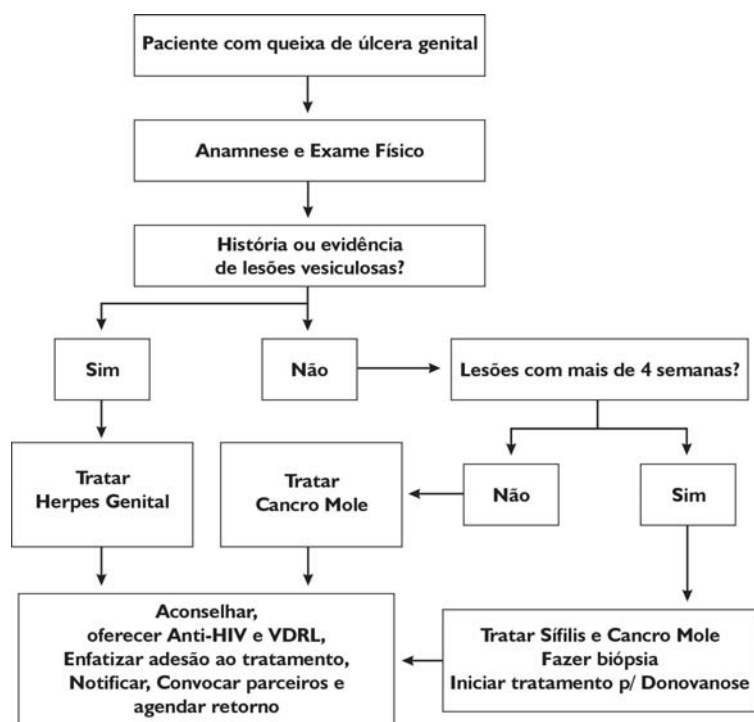 Paciente com queixa de úlcera genital
Anamnese e Exame Físico
História ou evidência
de lesões vesiculosas?
Sim
Não
Lesões com mais de 4 semanas?
Tratar
Herpes Genital
Tratar
Cancro Mole
Não
Sim
Aconselhar,
oferecer Anti-HIV e VDRL,
Enfatizar adesão ao tratamento,
Notificar, Convocar parceiros e
agendar retorno
Tratar Sífilis e Cancro Mole
Fazer biópsia
Iniciar tratamento p/ Donovanose